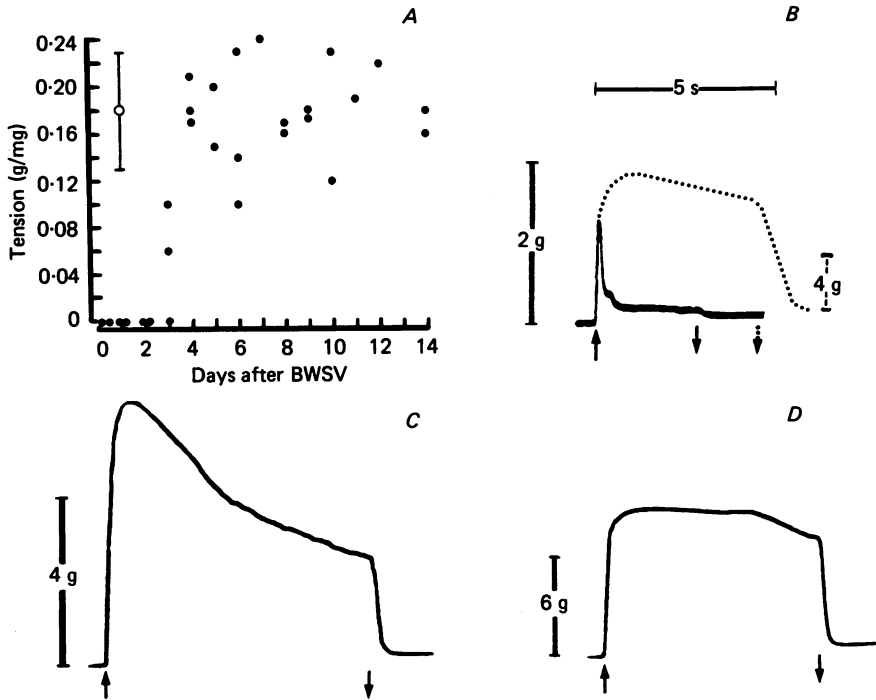 A
0·24
0·20
0·16
0·12
0·08
0·04
0
Tension (g/mg)
0 2 4 6 8 10 12 14
Days after BWSV
B
5 s
2 g
4 g
C
4 g
D
6 g